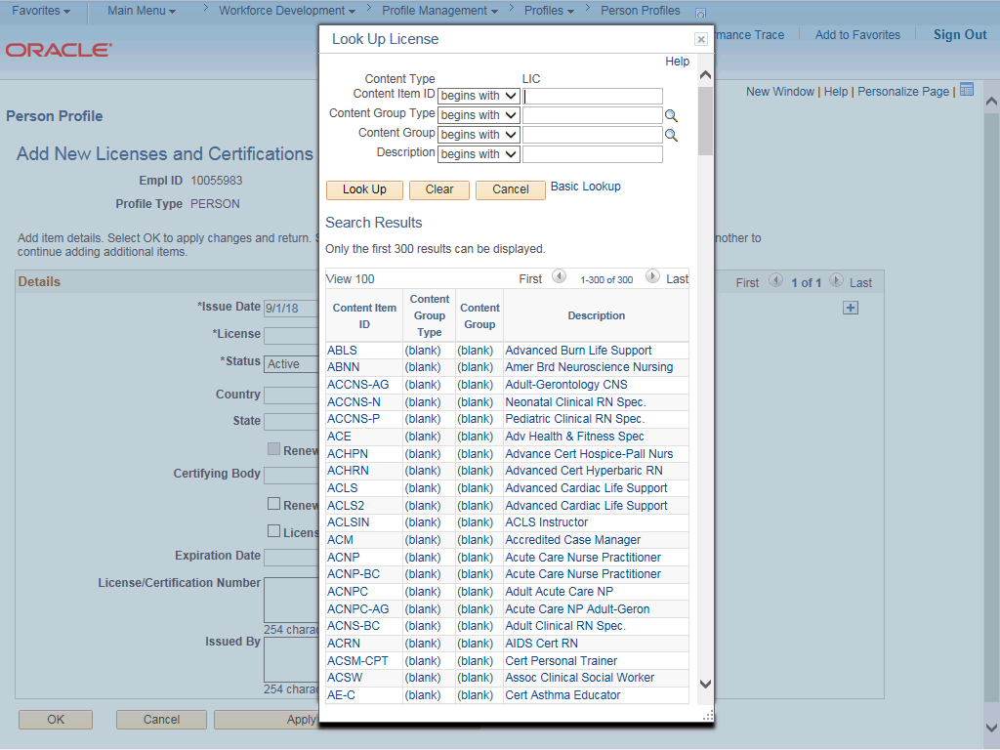 Favorites Main Menu > Workforce Development > Profile Management > Profiles > Person Profiles
ORACLE
mance Trace Add to Favorites Sign Out
New Window | Help | Personalize Page |
Person Profile
Add New Licenses and Certifications
Empl ID 10055983
Profile Type PERSON
Add item details. Select OK to apply changes and return.
nother to
continue adding additional items.
Details
First 1 of 1 Last
*Issue Date 9/1/18
*License
*Status Active
Country
State
Renew
Certifying Body
Renew
Licens
Expiration Date
License/Certification Number
254 charac
Issued By
254 charac
OK Cancel Apply
Look Up License
Help
Content Type LIC
Content Item ID begins with
Content Group Type begins with
Content Group begins with
Description begins with
Look Up Clear Cancel Basic Lookup
Search Results
Only the first 300 results can be displayed.
View 100 First 1-300 of 300 Last
Content Item ID Content Group Type Content Group Description
ABLS (blank) (blank) Advanced Burn Life Support
ABNN (blank) (blank) Amer Brd Neuroscience Nursing
ACCNS-AG (blank) (blank) Adult-Gerontology CNS
ACCNS-N (blank) (blank) Neonatal Clinical RN Spec.
ACCNS-P (blank) (blank) Pediatric Clinical RN Spec.
ACE (blank) (blank) Adv Health & Fitness Spec
ACHPN (blank) (blank) Advance Cert Hospice-Pall Nurs
ACHRN (blank) (blank) Advanced Cert Hyperbaric RN
ACLS (blank) (blank) Advanced Cardiac Life Support
ACLS2 (blank) (blank) Advanced Cardiac Life Support
ACLSIN (blank) (blank) ACLS Instructor
ACM (blank) (blank) Accredited Case Manager
ACNP (blank) (blank) Acute Care Nurse Practitioner
ACNP-BC (blank) (blank) Acute Care Nurse Practitioner
ACNPC (blank) (blank) Adult Acute Care NP
ACNPC-AG (blank) (blank) Acute Care NP Adult-Geron
ACNS-BC (blank) (blank) Adult Clinical RN Spec.
ACRN (blank) (blank) AIDS Cert RN
ACSM-CPT (blank) (blank) Cert Personal Trainer
ACSW (blank) (blank) Assoc Clinical Social Worker
AE-C (blank) (blank) Cert Asthma Educator